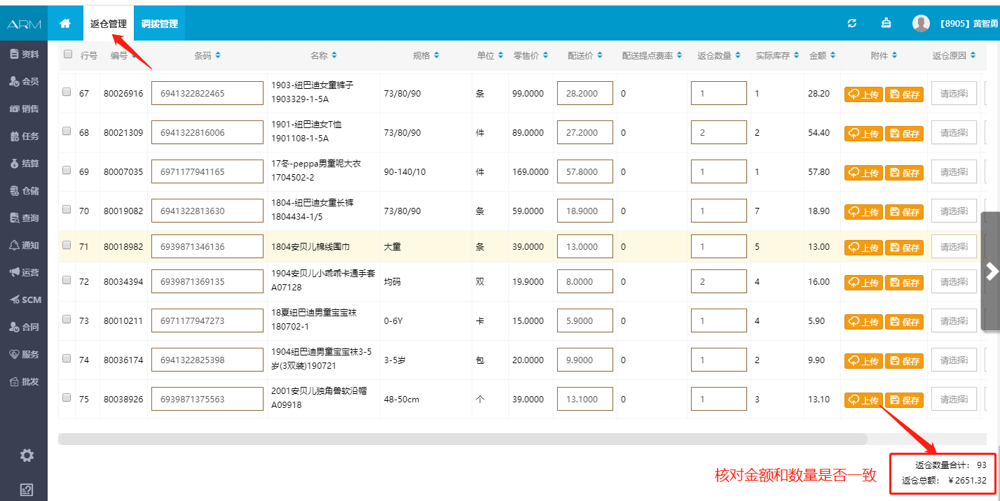 ARM 返仓管理 调拨管理 【8905】黄智勇
资料
会员
销售
任务
结算
仓储
查询
通知
运营
SCM
合同
服务
批发
行号 编号 条码 名称 规格 单位 零售价 配送价 配送提点费率 返仓数量 实际库存 金额 附件 返仓原因
67 80026916 6941322822465 1903-纽巴迪女童裤子 73/80/90 条 99.0000 28.2000 0 1 1 28.20 上传 保存 请选择
1903329-1-5A
68 80021309 6941322816006 1901-纽巴迪女T恤 73/80/90 件 89.0000 27.2000 0 2 2 54.40 上传 保存 请选择
1901108-1-5A
69 80007035 6971177941165 17冬-peppa男童呢大衣 90-140/10 件 169.0000 57.8000 0 1 1 57.80 上传 保存 请选择
1704502-2
70 80019082 6941322813630 1804-纽巴迪女童长裤 73/80/90 条 59.0000 18.9000 0 1 7 18.90 上传 保存 请选择
1804434-1/5
71 80018982 6939871346136 1804安贝儿棉线围巾 大童 条 39.0000 13.0000 0 1 5 13.00 上传 保存 请选择
72 80034394 6939871369135 1904安贝儿小乖乖卡通手套 均码 双 19.9000 8.0000 0 2 4 16.00 上传 保存 请选择
A07128
73 80010211 6971177947273 18夏纽巴迪男童宝宝袜 0-6Y 卡 15.0000 5.9000 0 1 4 5.90 上传 保存 请选择
180702-1
74 80036174 6941322825398 1904纽巴迪男童宝宝袜3-5 3-5岁 包 20.0000 9.9000 0 1 2 9.90 上传 保存 请选择
岁(3双装)190721
75 80038926 6939871375563 2001安贝儿独角兽软沿帽 48-50cm 个 39.0000 13.1000 0 1 3 13.10 上传 保存 请选择
A09918
核对金额和数量是否一致
返仓数量合计： 93
返仓总额： ￥2651.32